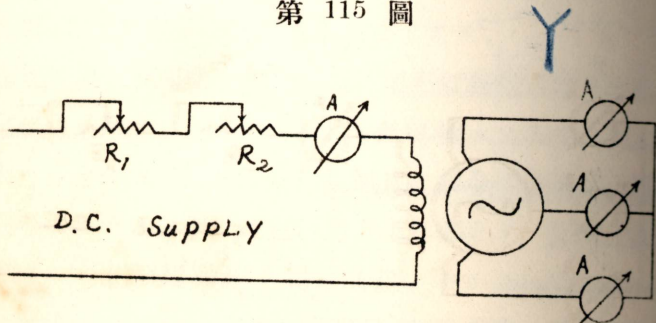 第 115 圖
Y
A
A
R₁
R₂
A
D.C. SUPPLY
A